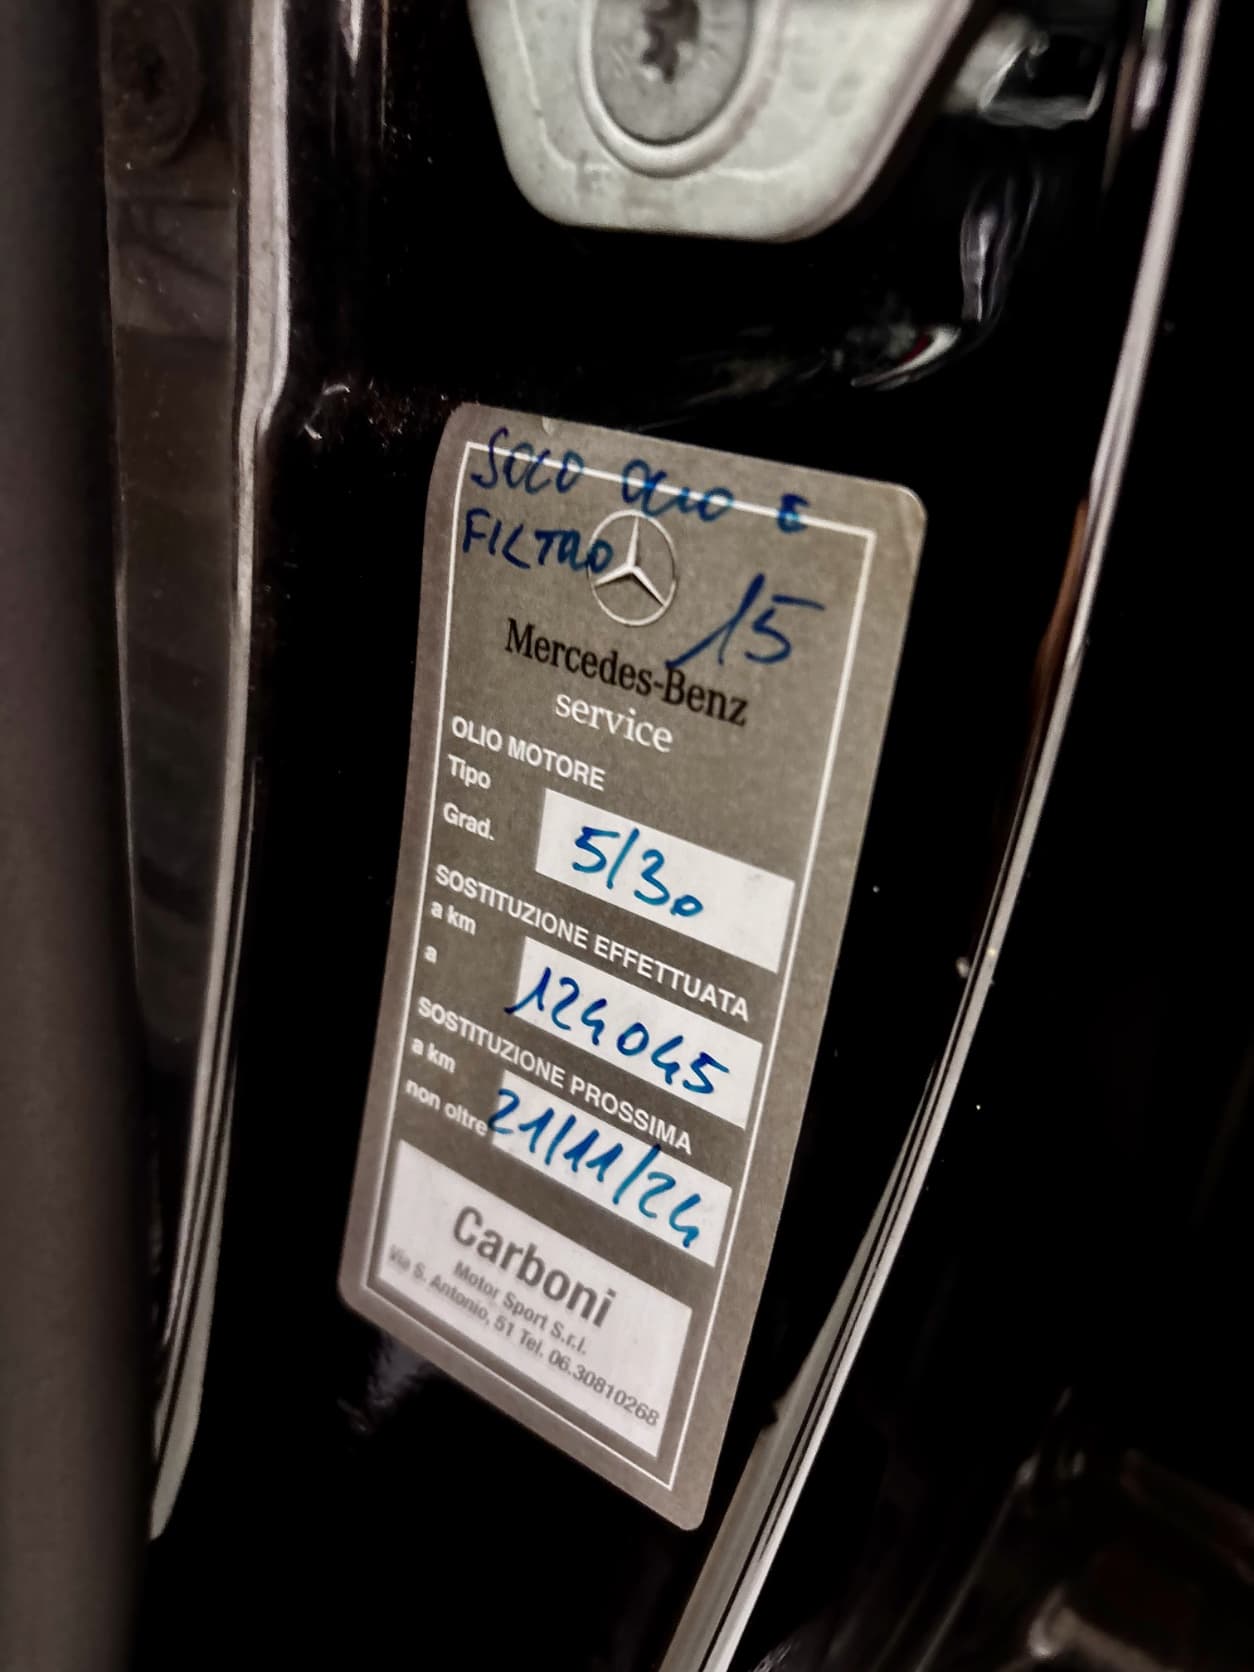 SOLO OLIO E
FILTRO
15
Mercedes-Benz
service
OLIO MOTORE
Tipo
Grad.
5/30
SOSTITUZIONE EFFETTUATA
a km
a
124045
SOSTITUZIONE PROSSIMA
a km
non oltre
21/11/24
Carboni
Motor Sport S.r.l.
Via S. Antonio, 51 Tel. 06.30810268